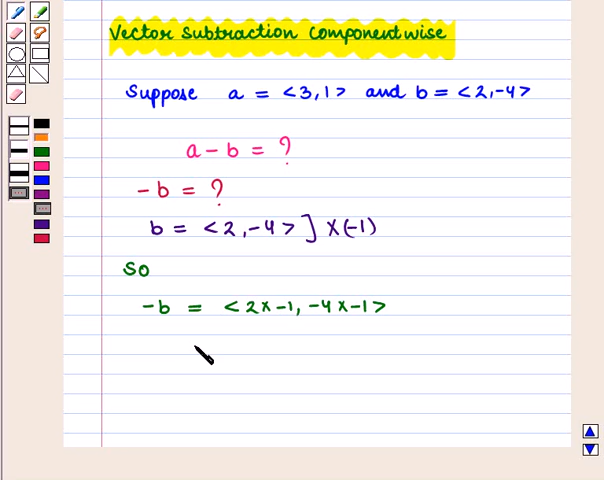 Vector subtraction componentwise
Suppose a = <3,1> and b = <2,-4>
a - b = ?
-b = ?
b = <2,-4> ] x (-1)
So
-b = <2x-1, -4x-1>